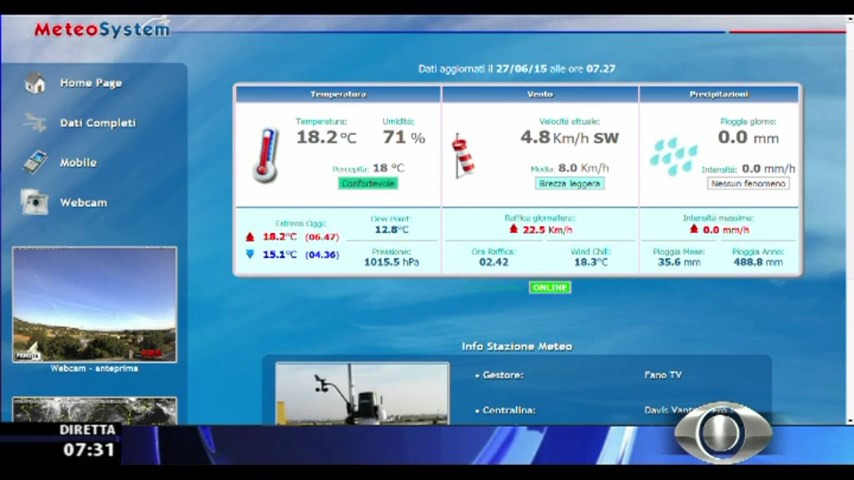 MeteoSystem
Dati aggiornati il 27/06/15 alle ore 07.27
Home Page
Dati Completi
Mobile
Webcam
Temperatura
Vento
Precipitazioni
Temperatura:
Umidità:
18.2°C
71 %
Percepita: 18 °C
Confortevole
Velocità attuale:
4.8 Km/h SW
Media: 8.0 Km/h
Brezza leggera
Pioggia giorno:
0.0 mm
Intensità: 0.0 mm/h
Nessun fenomeno
Estremi Oggi:
18.2°C (06.47)
15.1°C (04.36)
Dew Point:
12.8°C
Pressione:
1015.5 hPa
Raffica giornaliera:
22.5 Km/h
Ora Raffica:
02.42
Wind Chill:
18.3°C
Intensità massima:
0.0 mm/h
Pioggia Mese:
35.6 mm
Pioggia Anno:
488.8 mm
ONLINE
Webcam - anteprima
Info Stazione Meteo
• Gestore:
Fano TV
• Centralina:
Davis
DIRETTA
07:31